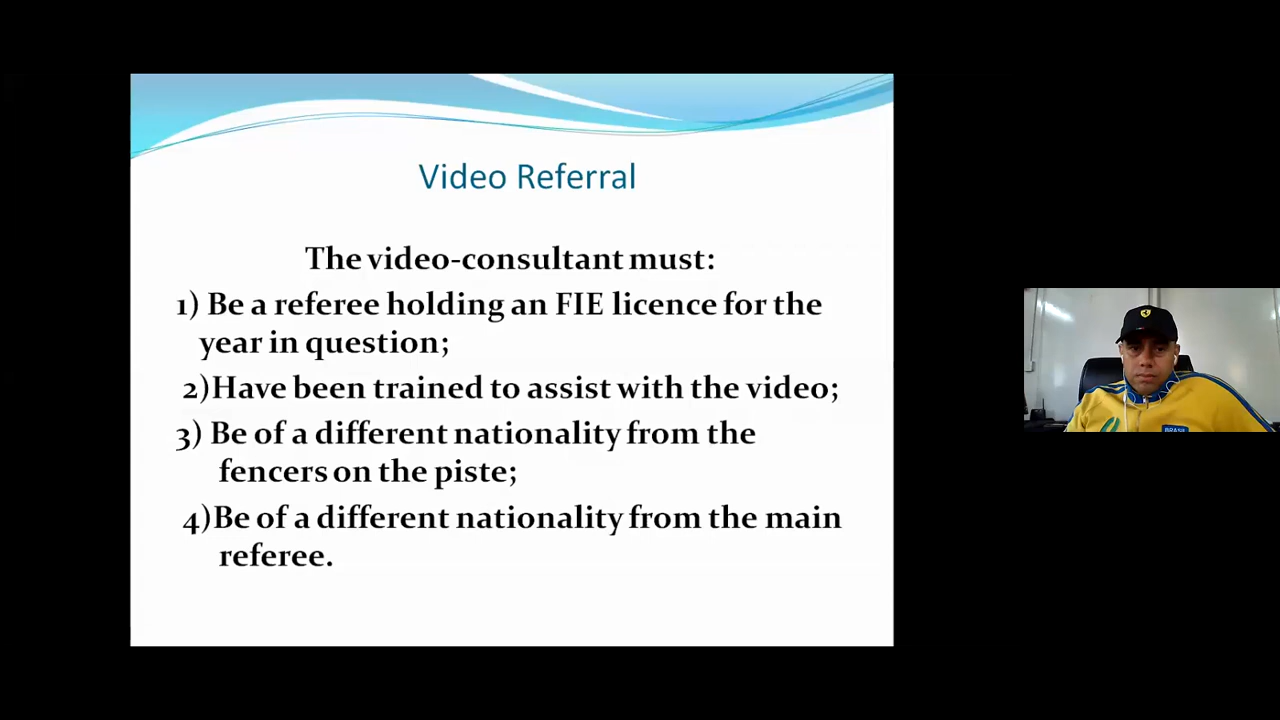 Video Referral
The video-consultant must:
1) Be a referee holding an FIE licence for the
year in question;
2)Have been trained to assist with the video;
3) Be of a different nationality from the
fencers on the piste;
4)Be of a different nationality from the main
referee.
BRASIL